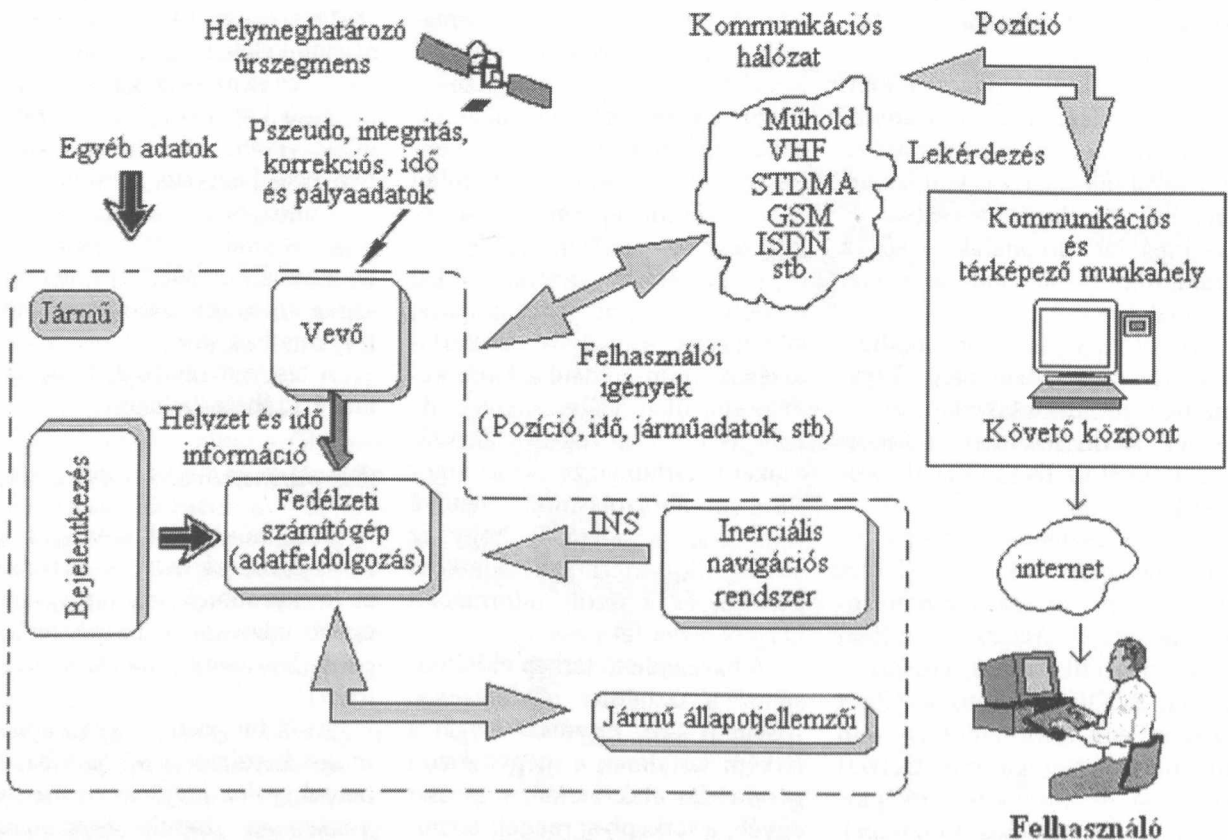 Helymeghatározó
űrszegmens
Kommunikációs
hálózat
Pozíció
Egyéb adatok
Pszeudo, integritás,
korrekciós, idő
és pályaadatok
Műhold
VHF
STDMA
GSM
ISDN
stb.
Lekérdezés
Kommunikációs
és
térképező munkahely
Követő központ
Jármű
Vevő
Felhasználói
igények
(Pozíció, idő, járműadatok, stb)
Helyzet és idő
információ
Bejelentkezés
Fedélzeti
számítógép
(adatfeldolgozás)
INS
Inerciális
navigációs
rendszer
internet
Jármű állapotjellemzői
Felhasználó